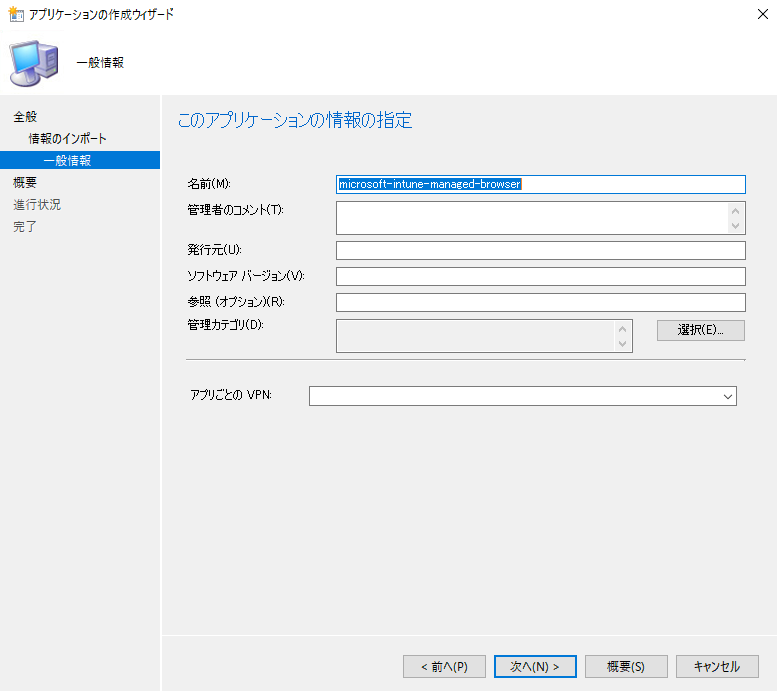 アプリケーションの作成ウィザード
一般情報
全般
情報のインポート
一般情報
概要
進行状況
完了
このアプリケーションの情報の指定
名前(M):
microsoft-intune-managed-browser
管理者のコメント(T):
発行元(U):
ソフトウェア バージョン(V):
参照 (オプション)(R):
管理カテゴリ(D):
選択(E)...
アプリごとの VPN:
< 前へ(P)
次へ(N) >
概要(S)
キャンセル